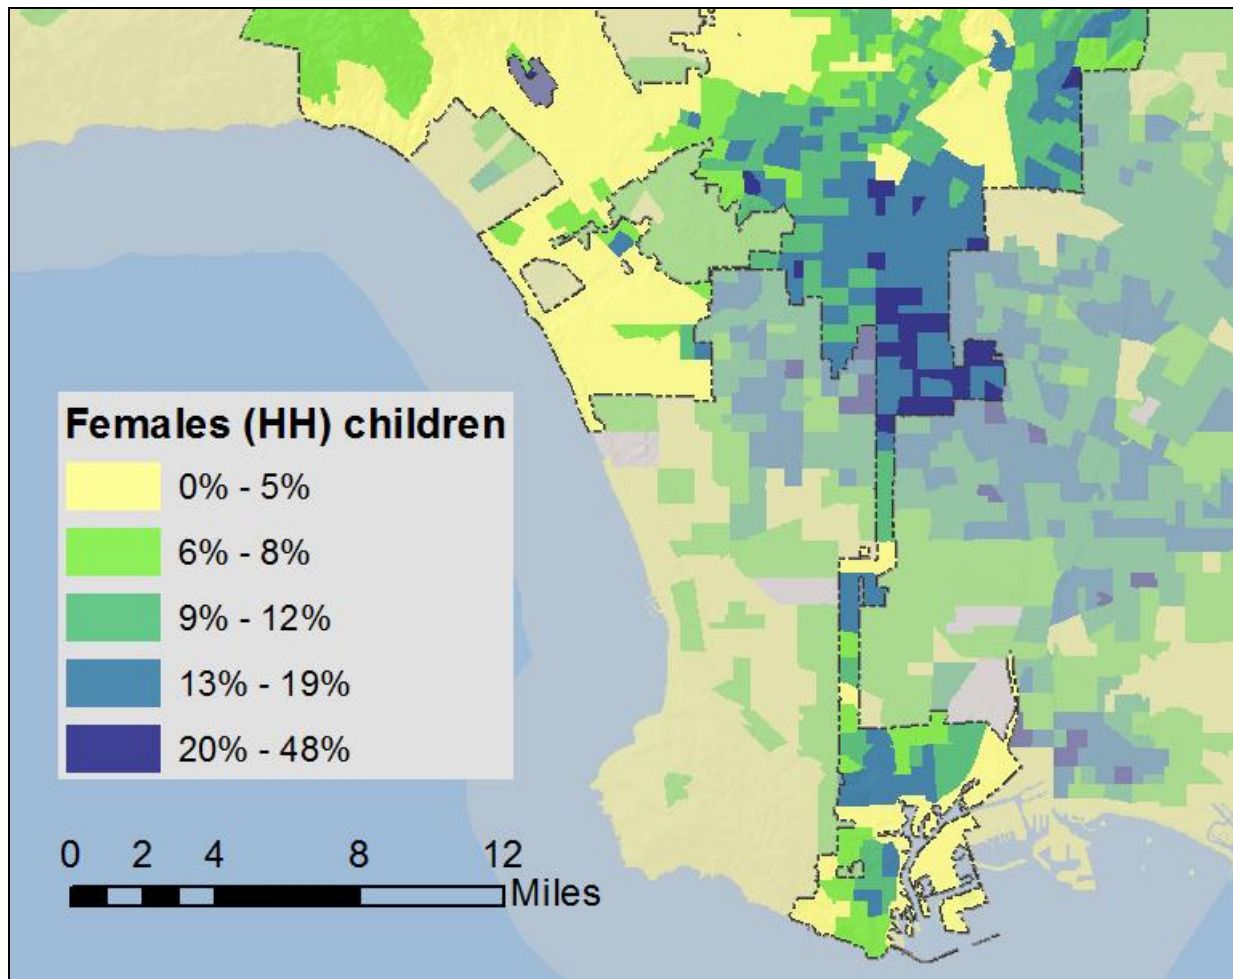 Females (HH) children
0% - 5%
6% - 8%
9% - 12%
13% - 19%
20% - 48%
0 2 4 8 12
Miles